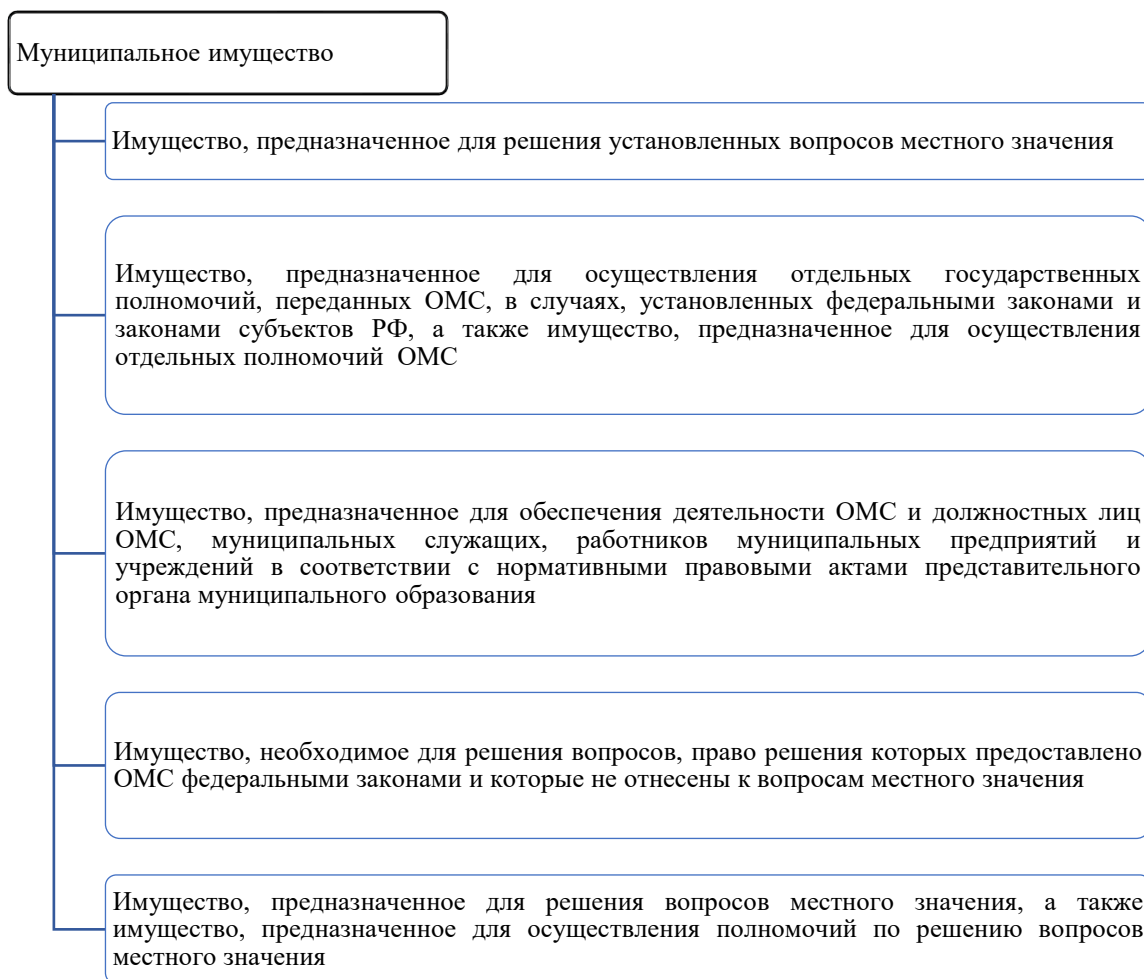 Муниципальное имущество
Имущество, предназначенное для решения установленных вопросов местного значения
Имущество, предназначенное для осуществления отдельных государственных
полномочий, переданных ОМС, в случаях, установленных федеральными законами и
законами субъектов РФ, а также имущество, предназначенное для осуществления
отдельных полномочий ОМС
Имущество, предназначенное для обеспечения деятельности ОМС и должностных лиц
ОМС, муниципальных служащих, работников муниципальных предприятий и
учреждений в соответствии с нормативными правовыми актами представительного
органа муниципального образования
Имущество, необходимое для решения вопросов, право решения которых предоставлено
ОМС федеральными законами и которые не отнесены к вопросам местного значения
Имущество, предназначенное для решения вопросов местного значения, а также
имущество, предназначенное для осуществления полномочий по решению вопросов
местного значения